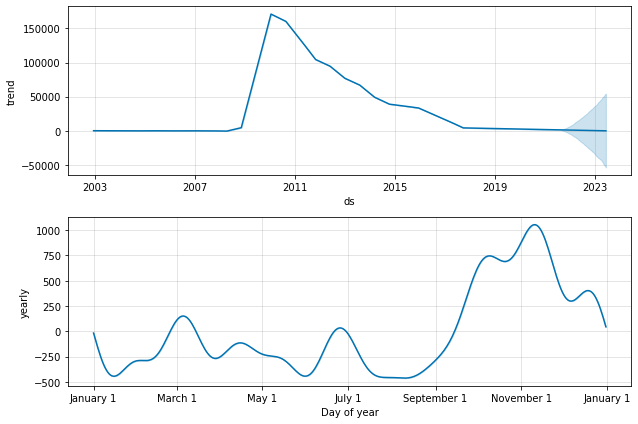 150000
100000
50000
0
−50000
trend
2003 2007 2011 2015 2019 2023
ds
1000
750
500
250
0
−250
−500
yearly
January 1 March 1 May 1 July 1 September 1 November 1 January 1
Day of year